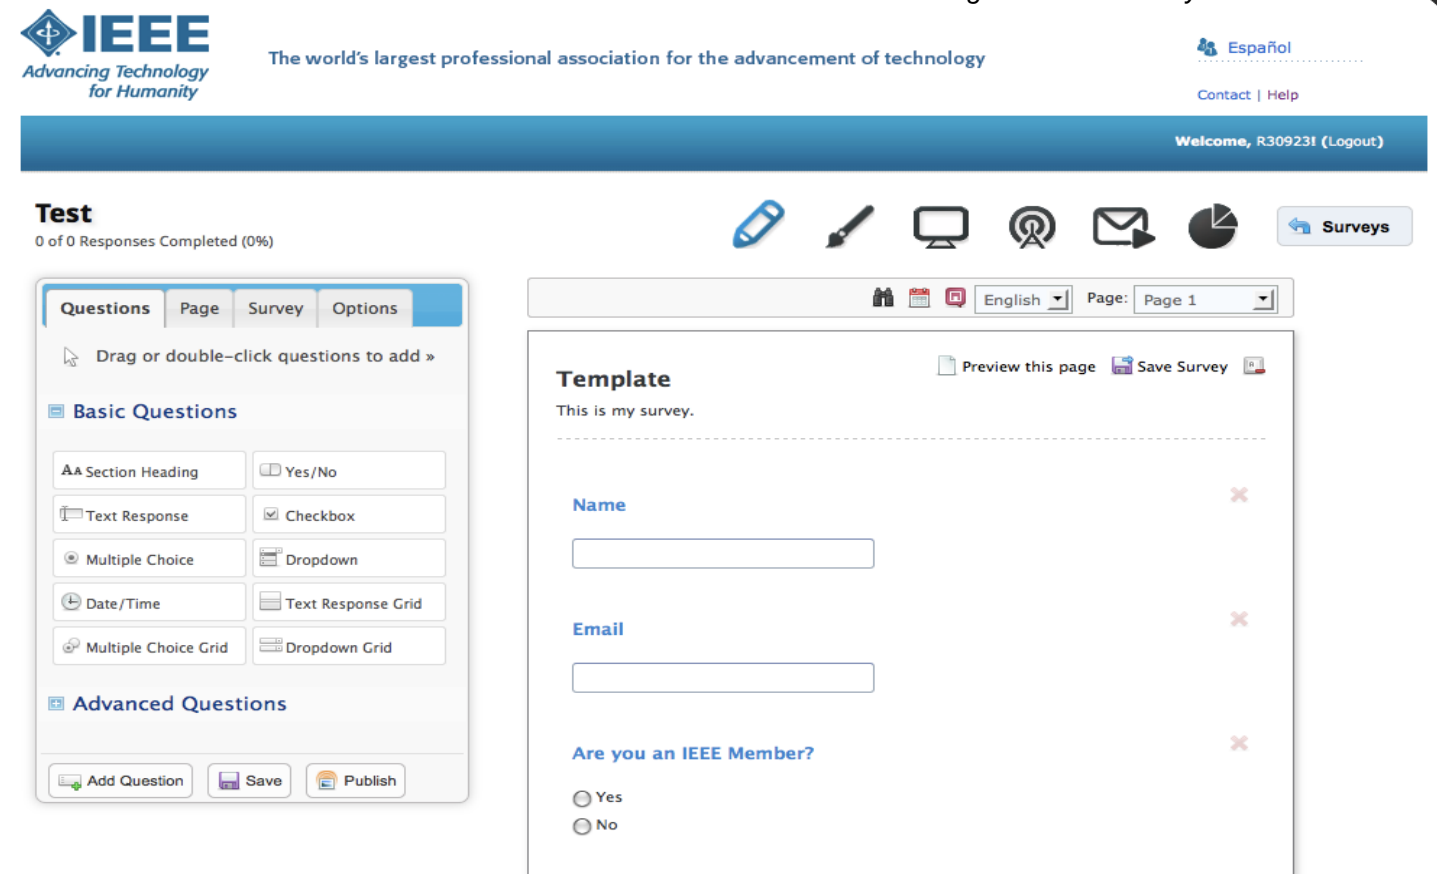 IEEE
Advancing Technology
for Humanity
The world's largest professional association for the advancement of technology
Español
Contact | Help
Welcome, R30923! (Logout)
Test
0 of 0 Responses Completed (0%)
Surveys
Questions Page Survey Options
Drag or double-click questions to add »
Basic Questions
AA Section Heading Yes/No
Text Response Checkbox
Multiple Choice Dropdown
Date/Time Text Response Grid
Multiple Choice Grid Dropdown Grid
Advanced Questions
Add Question Save Publish
English Page: Page 1
Preview this page Save Survey
Template
This is my survey.
Name
Email
Are you an IEEE Member?
Yes
No